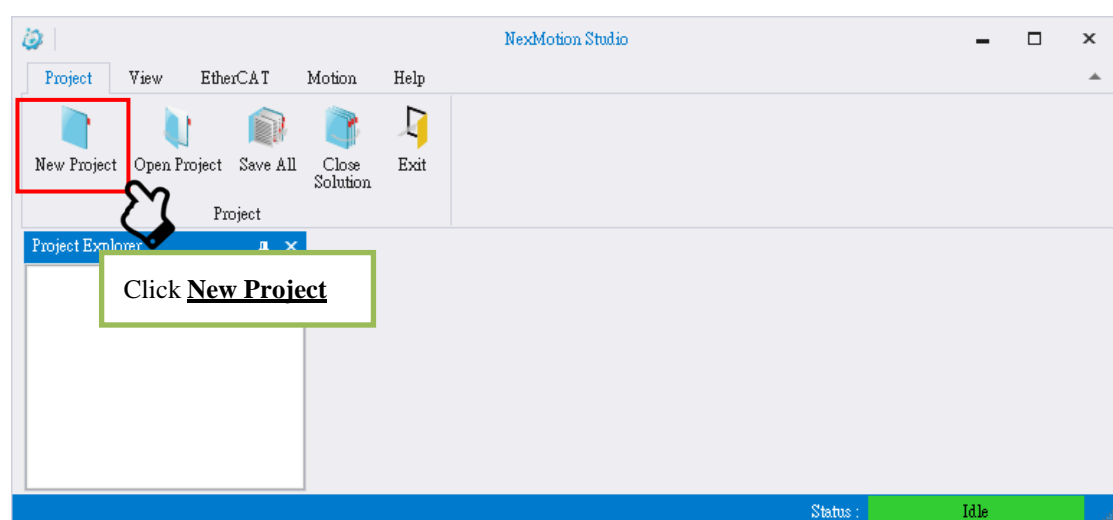 NexMotion Studio
Project View EtherCAT Motion Help
New Project Open Project Save All Close Solution Exit
Project
Project Explorer
Click New Project
Status : Idle